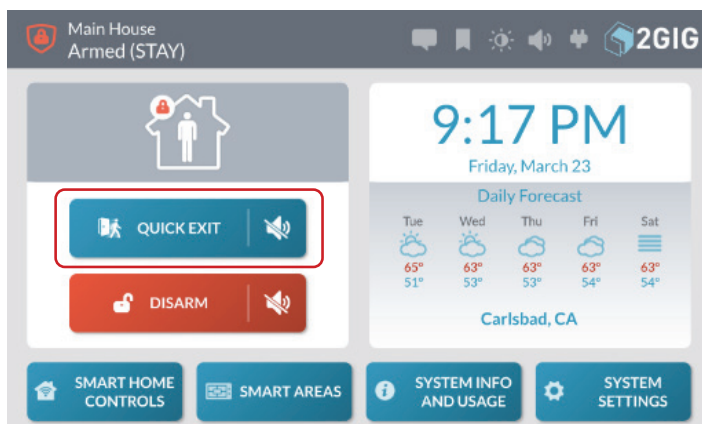 Main House
Armed (STAY)
2GIG
QUICK EXIT
DISARM
9:17 PM
Friday, March 23
Daily Forecast
Tue Wed Thu Fri Sat
65° 63° 63° 63° 63°
51° 53° 53° 54° 54°
Carlsbad, CA
SMART HOME
CONTROLS
SMART AREAS
SYSTEM INFO
AND USAGE
SYSTEM
SETTINGS